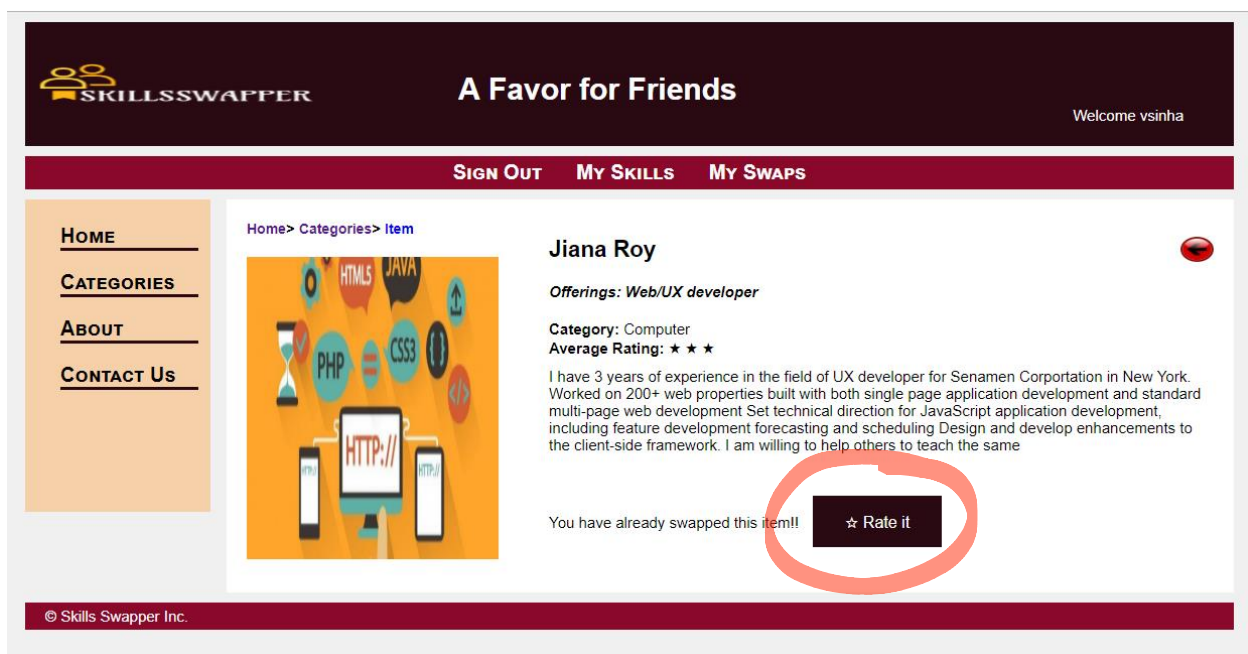 SKILLSSWAPPER
A Favor for Friends
Welcome vsinha
SIGN OUT MY SKILLS MY SWAPS
HOME
CATEGORIES
ABOUT
CONTACT US
Home> Categories> Item
HTML5
JAVA
PHP
CSS3
</>
HTTP://
HTTP://
HTTP://
Jiana Roy
Offerings: Web/UX developer
Category: Computer
Average Rating: ★ ★ ★
I have 3 years of experience in the field of UX developer for Senamen Corportation in New York.
Worked on 200+ web properties built with both single page application development and standard
multi-page web development Set technical direction for JavaScript application development,
including feature development forecasting and scheduling Design and develop enhancements to
the client-side framework. I am willing to help others to teach the same
You have already swapped this item!!
☆ Rate it
© Skills Swapper Inc.